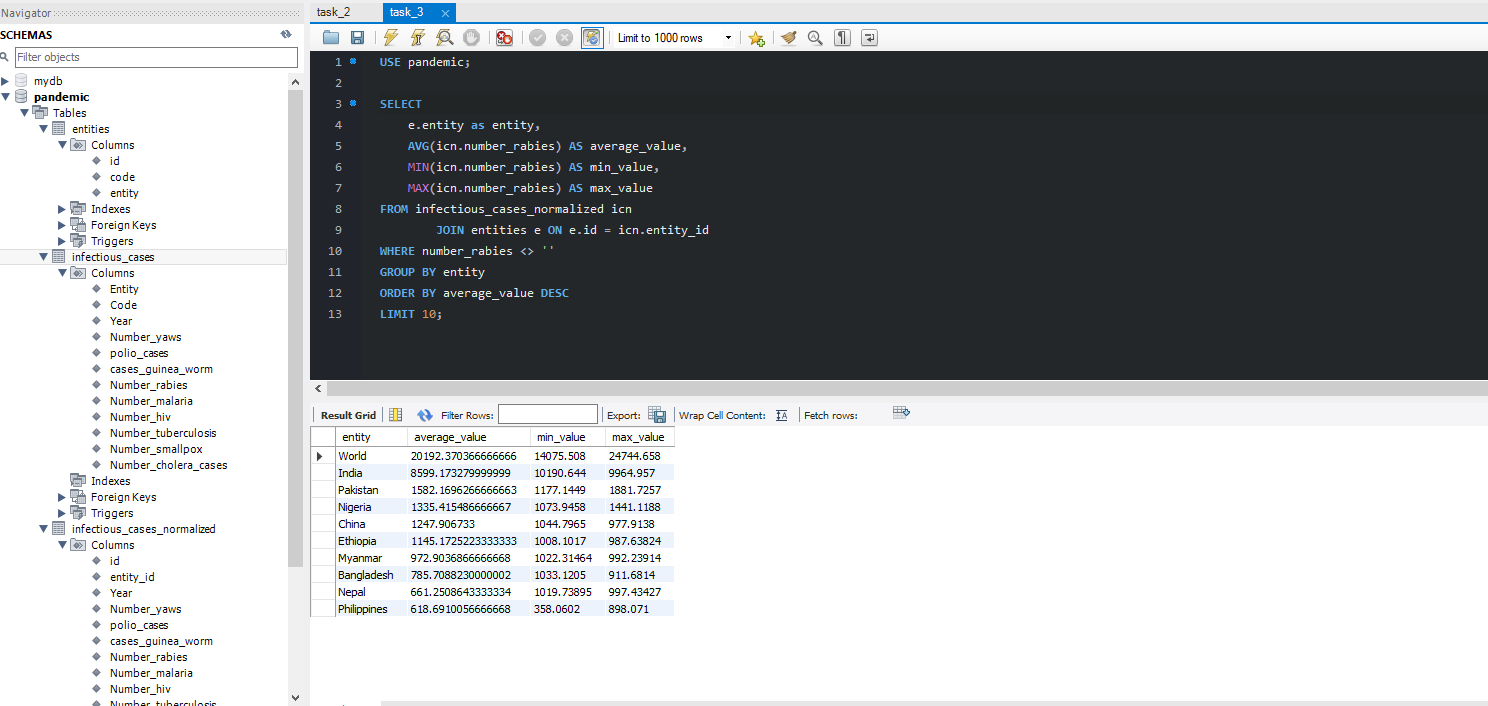 Navigator
SCHEMAS
Filter objects
mydb
pandemic
Tables
entities
Columns
id
code
entity
Indexes
Foreign Keys
Triggers
infectious_cases
Columns
Entity
Code
Year
Number_yaws
polio_cases
cases_guinea_worm
Number_rabies
Number_malaria
Number_hiv
Number_tuberculosis
Number_smallpox
Number_cholera_cases
Indexes
Foreign Keys
Triggers
infectious_cases_normalized
Columns
id
entity_id
Year
Number_yaws
polio_cases
cases_guinea_worm
Number_rabies
Number_malaria
Number_hiv
Number_tuberculosis
task_2 task_3
Limit to 1000 rows
1 USE pandemic;
2
3 SELECT
4 e.entity as entity,
5 AVG(icn.number_rabies) AS average_value,
6 MIN(icn.number_rabies) AS min_value,
7 MAX(icn.number_rabies) AS max_value
8 FROM infectious_cases_normalized icn
9 JOIN entities e ON e.id = icn.entity_id
10 WHERE number_rabies <> ''
11 GROUP BY entity
12 ORDER BY average_value DESC
13 LIMIT 10;
Result Grid Filter Rows: Export: Wrap Cell Content: Fetch rows:
entity average_value min_value max_value
World 20192.370366666666 14075.508 24744.658
India 8599.173279999999 10190.644 9964.957
Pakistan 1582.1696266666663 1177.1449 1881.7257
Nigeria 1335.415486666667 1073.9458 1441.1188
China 1247.906733 1044.7965 977.9138
Ethiopia 1145.1725223333333 1008.1017 987.63824
Myanmar 972.9036866666668 1022.31464 992.23914
Bangladesh 785.7088230000002 1033.1205 911.6814
Nepal 661.2508643333334 1019.73895 997.43427
Philippines 618.6910056666668 358.0602 898.071